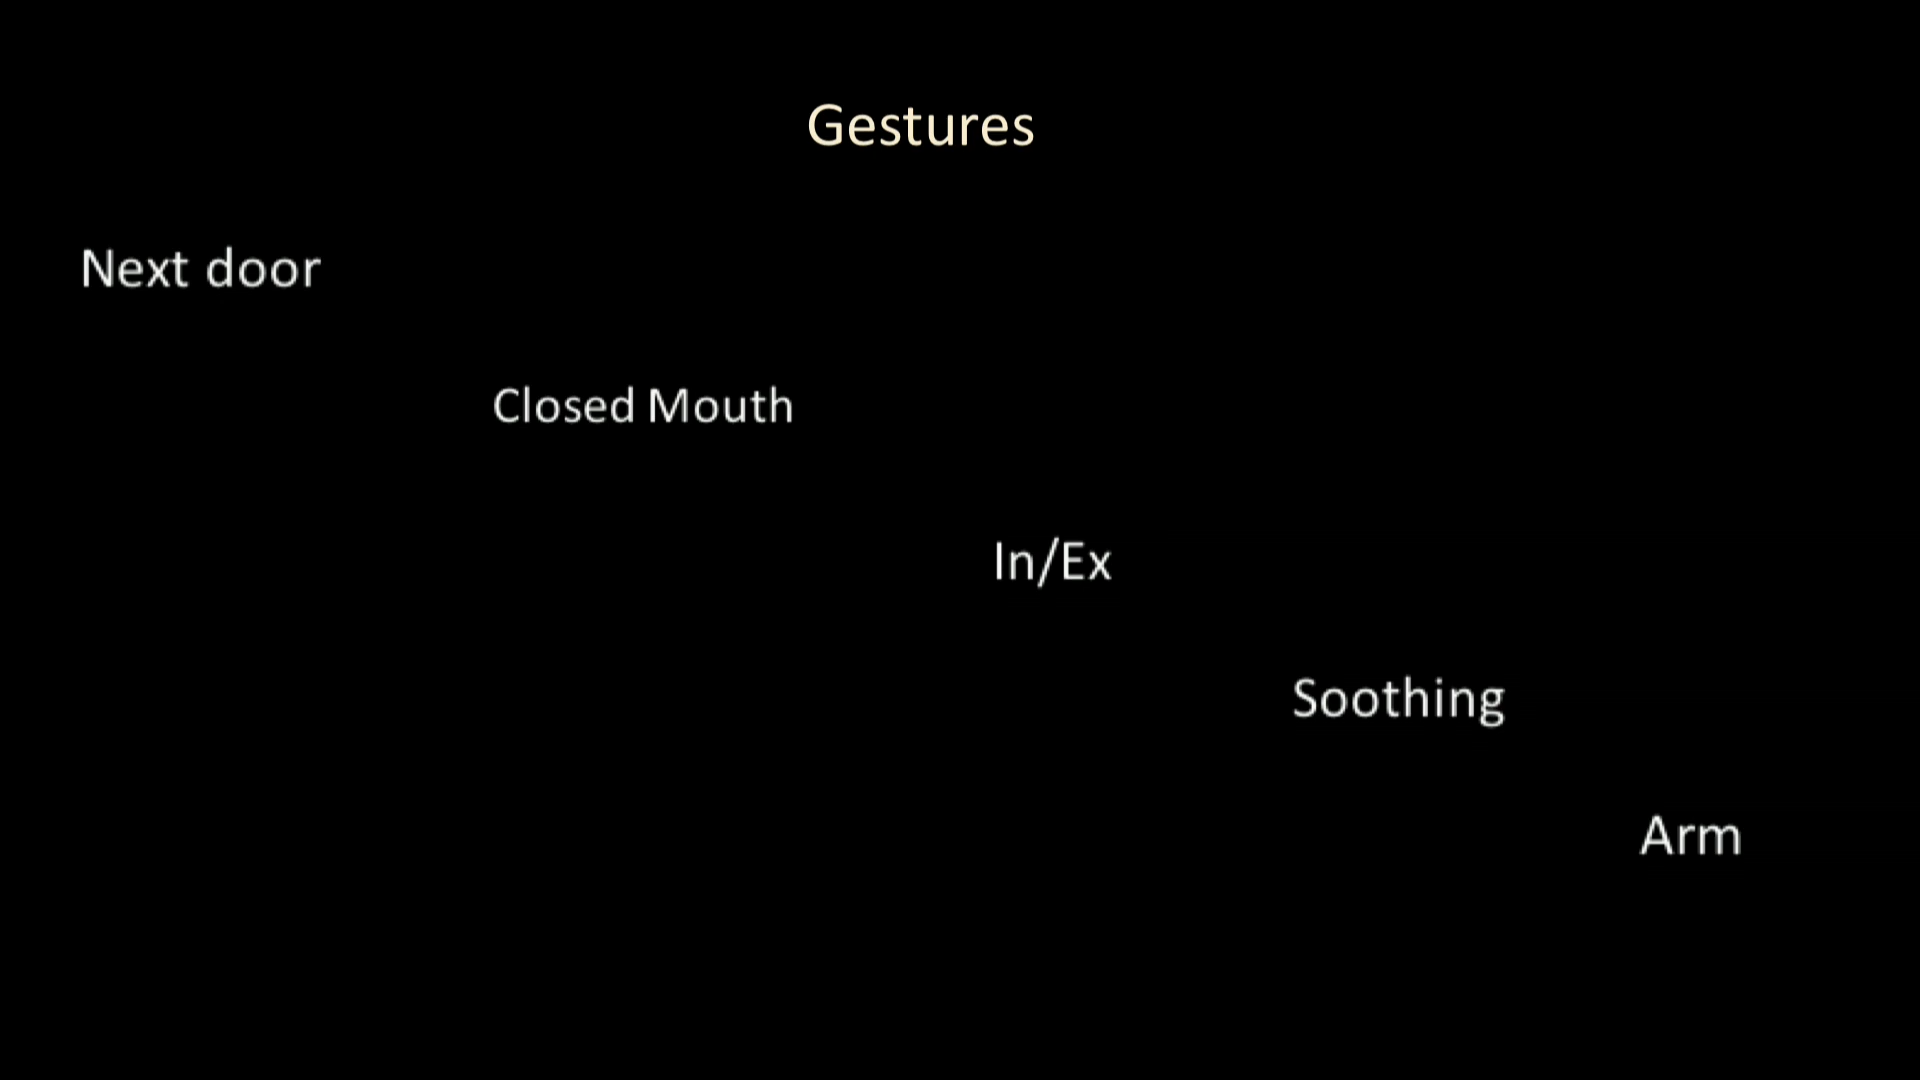 Gestures
Next door
Closed Mouth
In/Ex
Soothing
Arm